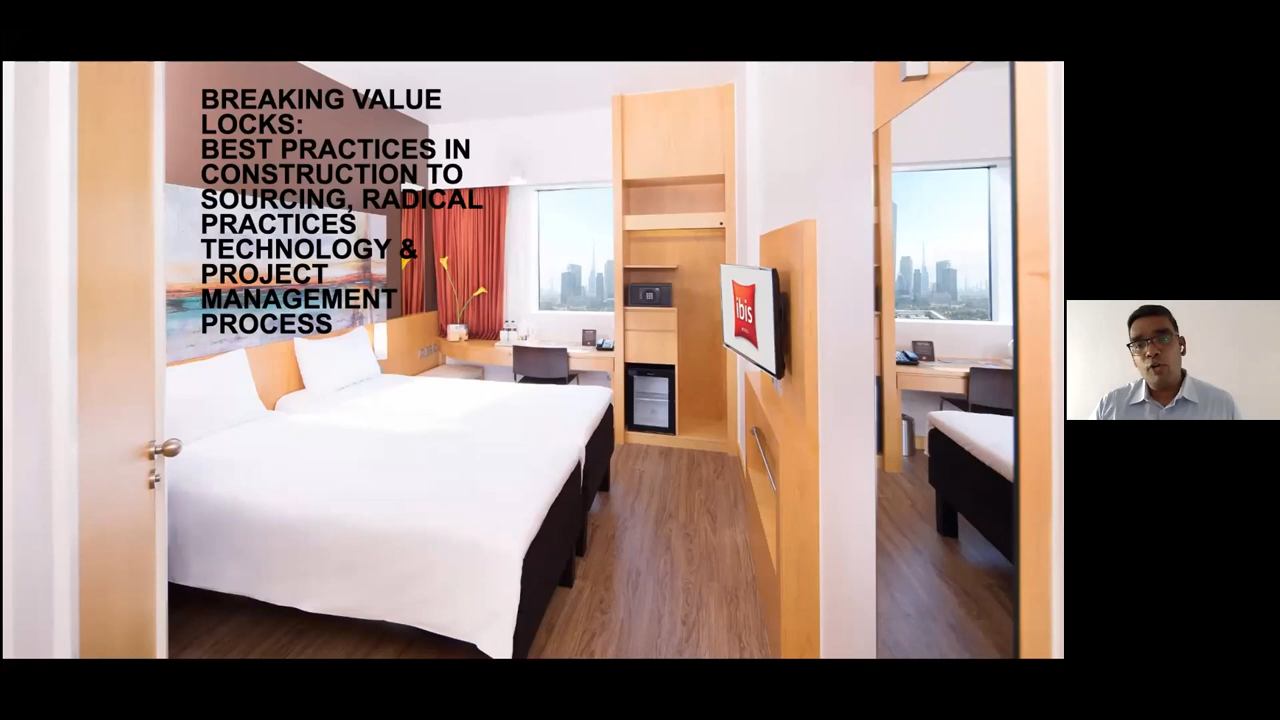 BREAKING VALUE
LOCKS:
BEST PRACTICES IN
CONSTRUCTION TO
SOURCING, RADICAL
PRACTICES
TECHNOLOGY &
PROJECT
MANAGEMENT
PROCESS
ibis